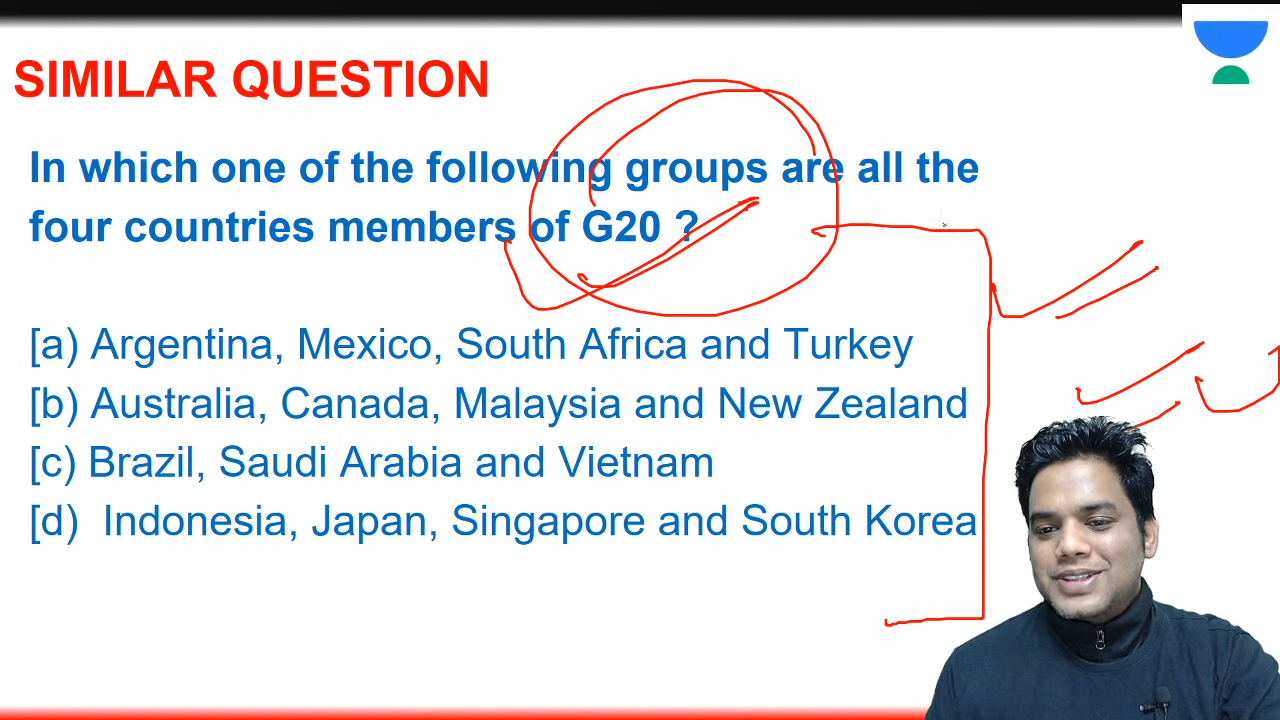 SIMILAR QUESTION
In which one of the following groups are all the
four countries members of G20 ?
[a) Argentina, Mexico, South Africa and Turkey
[b) Australia, Canada, Malaysia and New Zealand
[c) Brazil, Saudi Arabia and Vietnam
[d) Indonesia, Japan, Singapore and South Korea